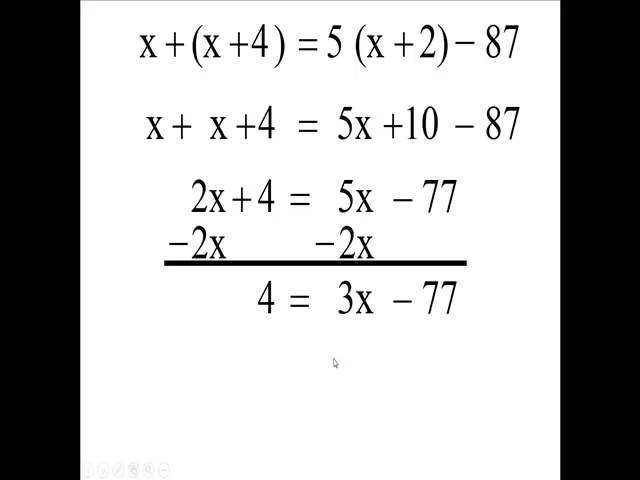 x + (x + 4) = 5 (x + 2) − 87
x + x + 4 = 5x + 10 − 87
2x + 4 = 5x − 77
−2x −2x
4 = 3x − 77